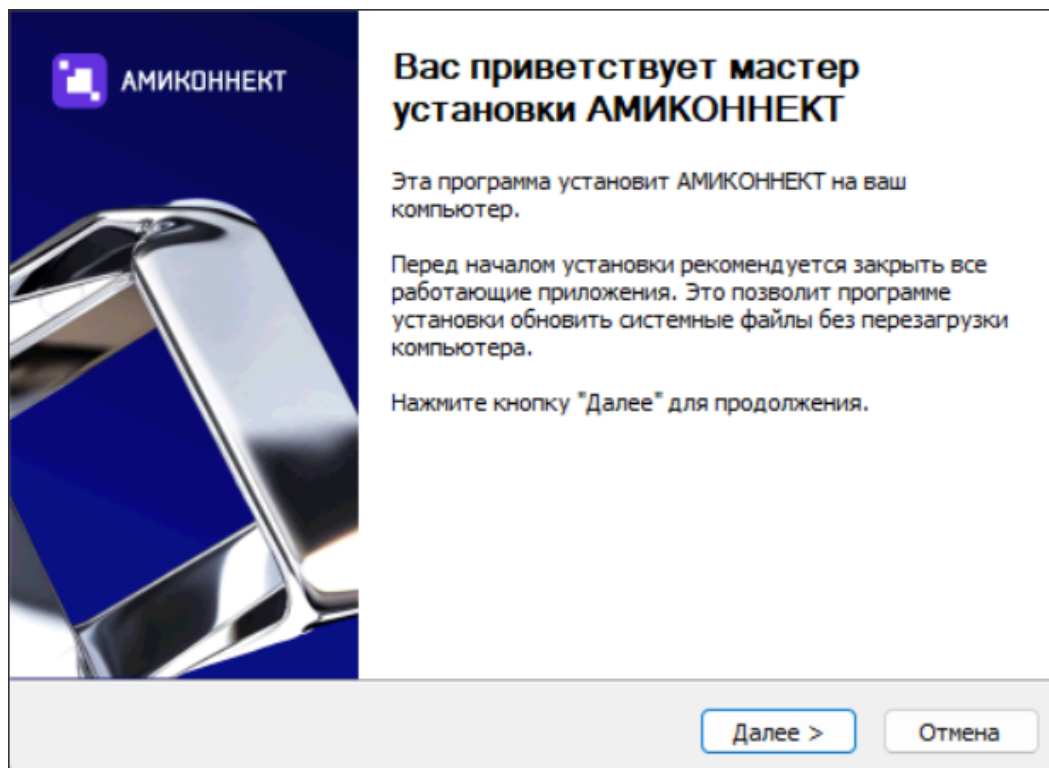 АМИКОННЕКТ
Вас приветствует мастер
установки АМИКОННЕКТ
Эта программа установит АМИКОННЕКТ на ваш
компьютер.
Перед началом установки рекомендуется закрыть все
работающие приложения. Это позволит программе
установки обновить системные файлы без перезагрузки
компьютера.
Нажмите кнопку "Далее" для продолжения.
Далее >
Отмена